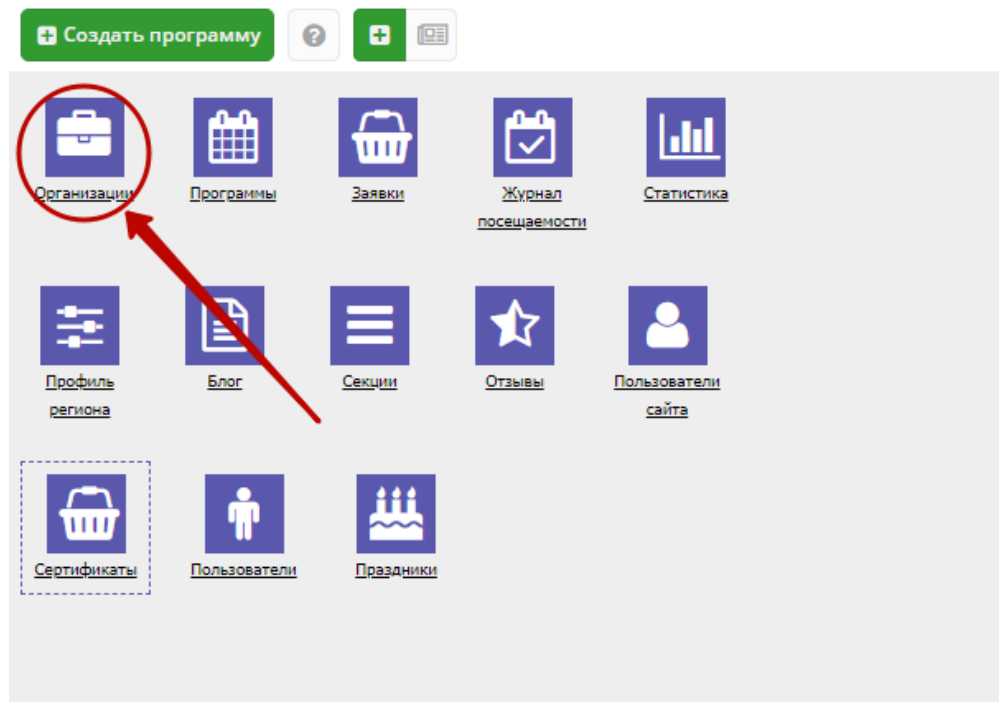 Создать программу
Организации
Программы
Заявки
Журнал
посещаемости
Статистика
Профиль
региона
Блог
Секции
Отзывы
Пользователи
сайта
Сертификаты
Пользователи
Праздники